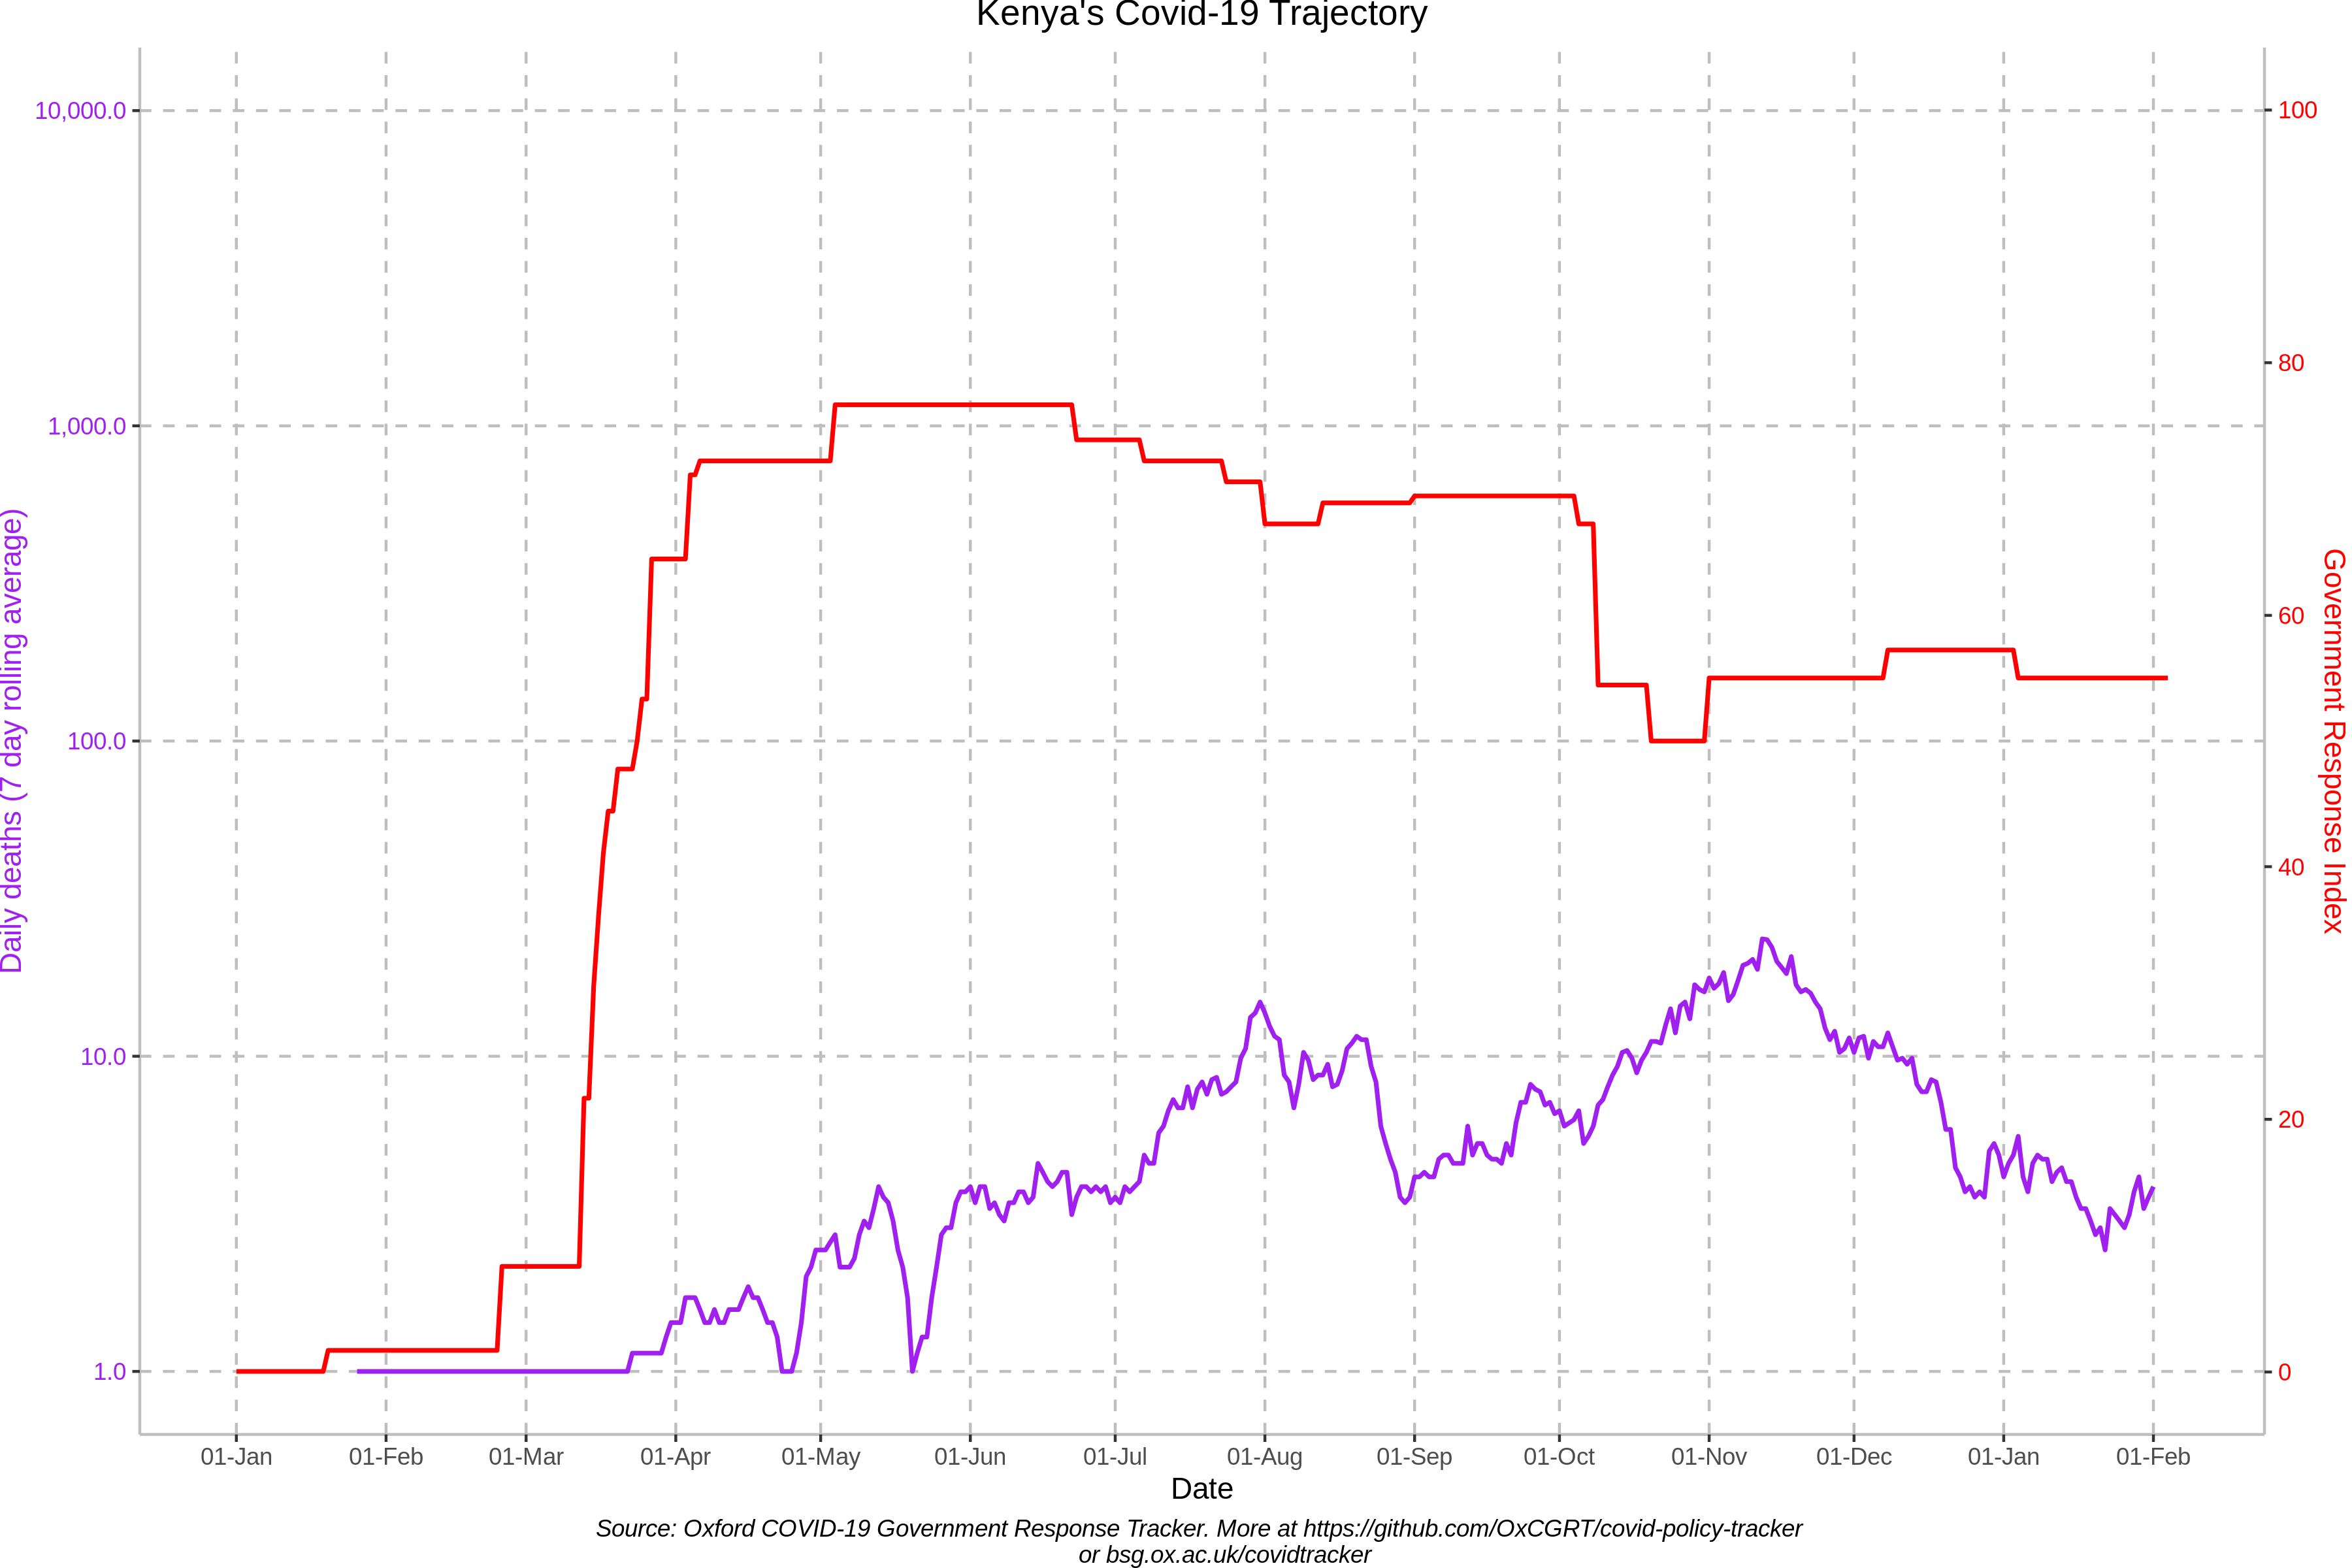 Kenya's Covid-19 Trajectory
10,000.0
1,000.0
100.0
10.0
1.0
Daily deaths (7 day rolling average)
100
80
60
40
20
0
Government Response Index
01-Jan
01-Feb
01-Mar
01-Apr
01-May
01-Jun
01-Jul
01-Aug
01-Sep
01-Oct
01-Nov
01-Dec
01-Jan
01-Feb
Date
Source: Oxford COVID-19 Government Response Tracker. More at https://github.com/OxCGRT/covid-policy-tracker
or bsg.ox.ac.uk/covidtracker